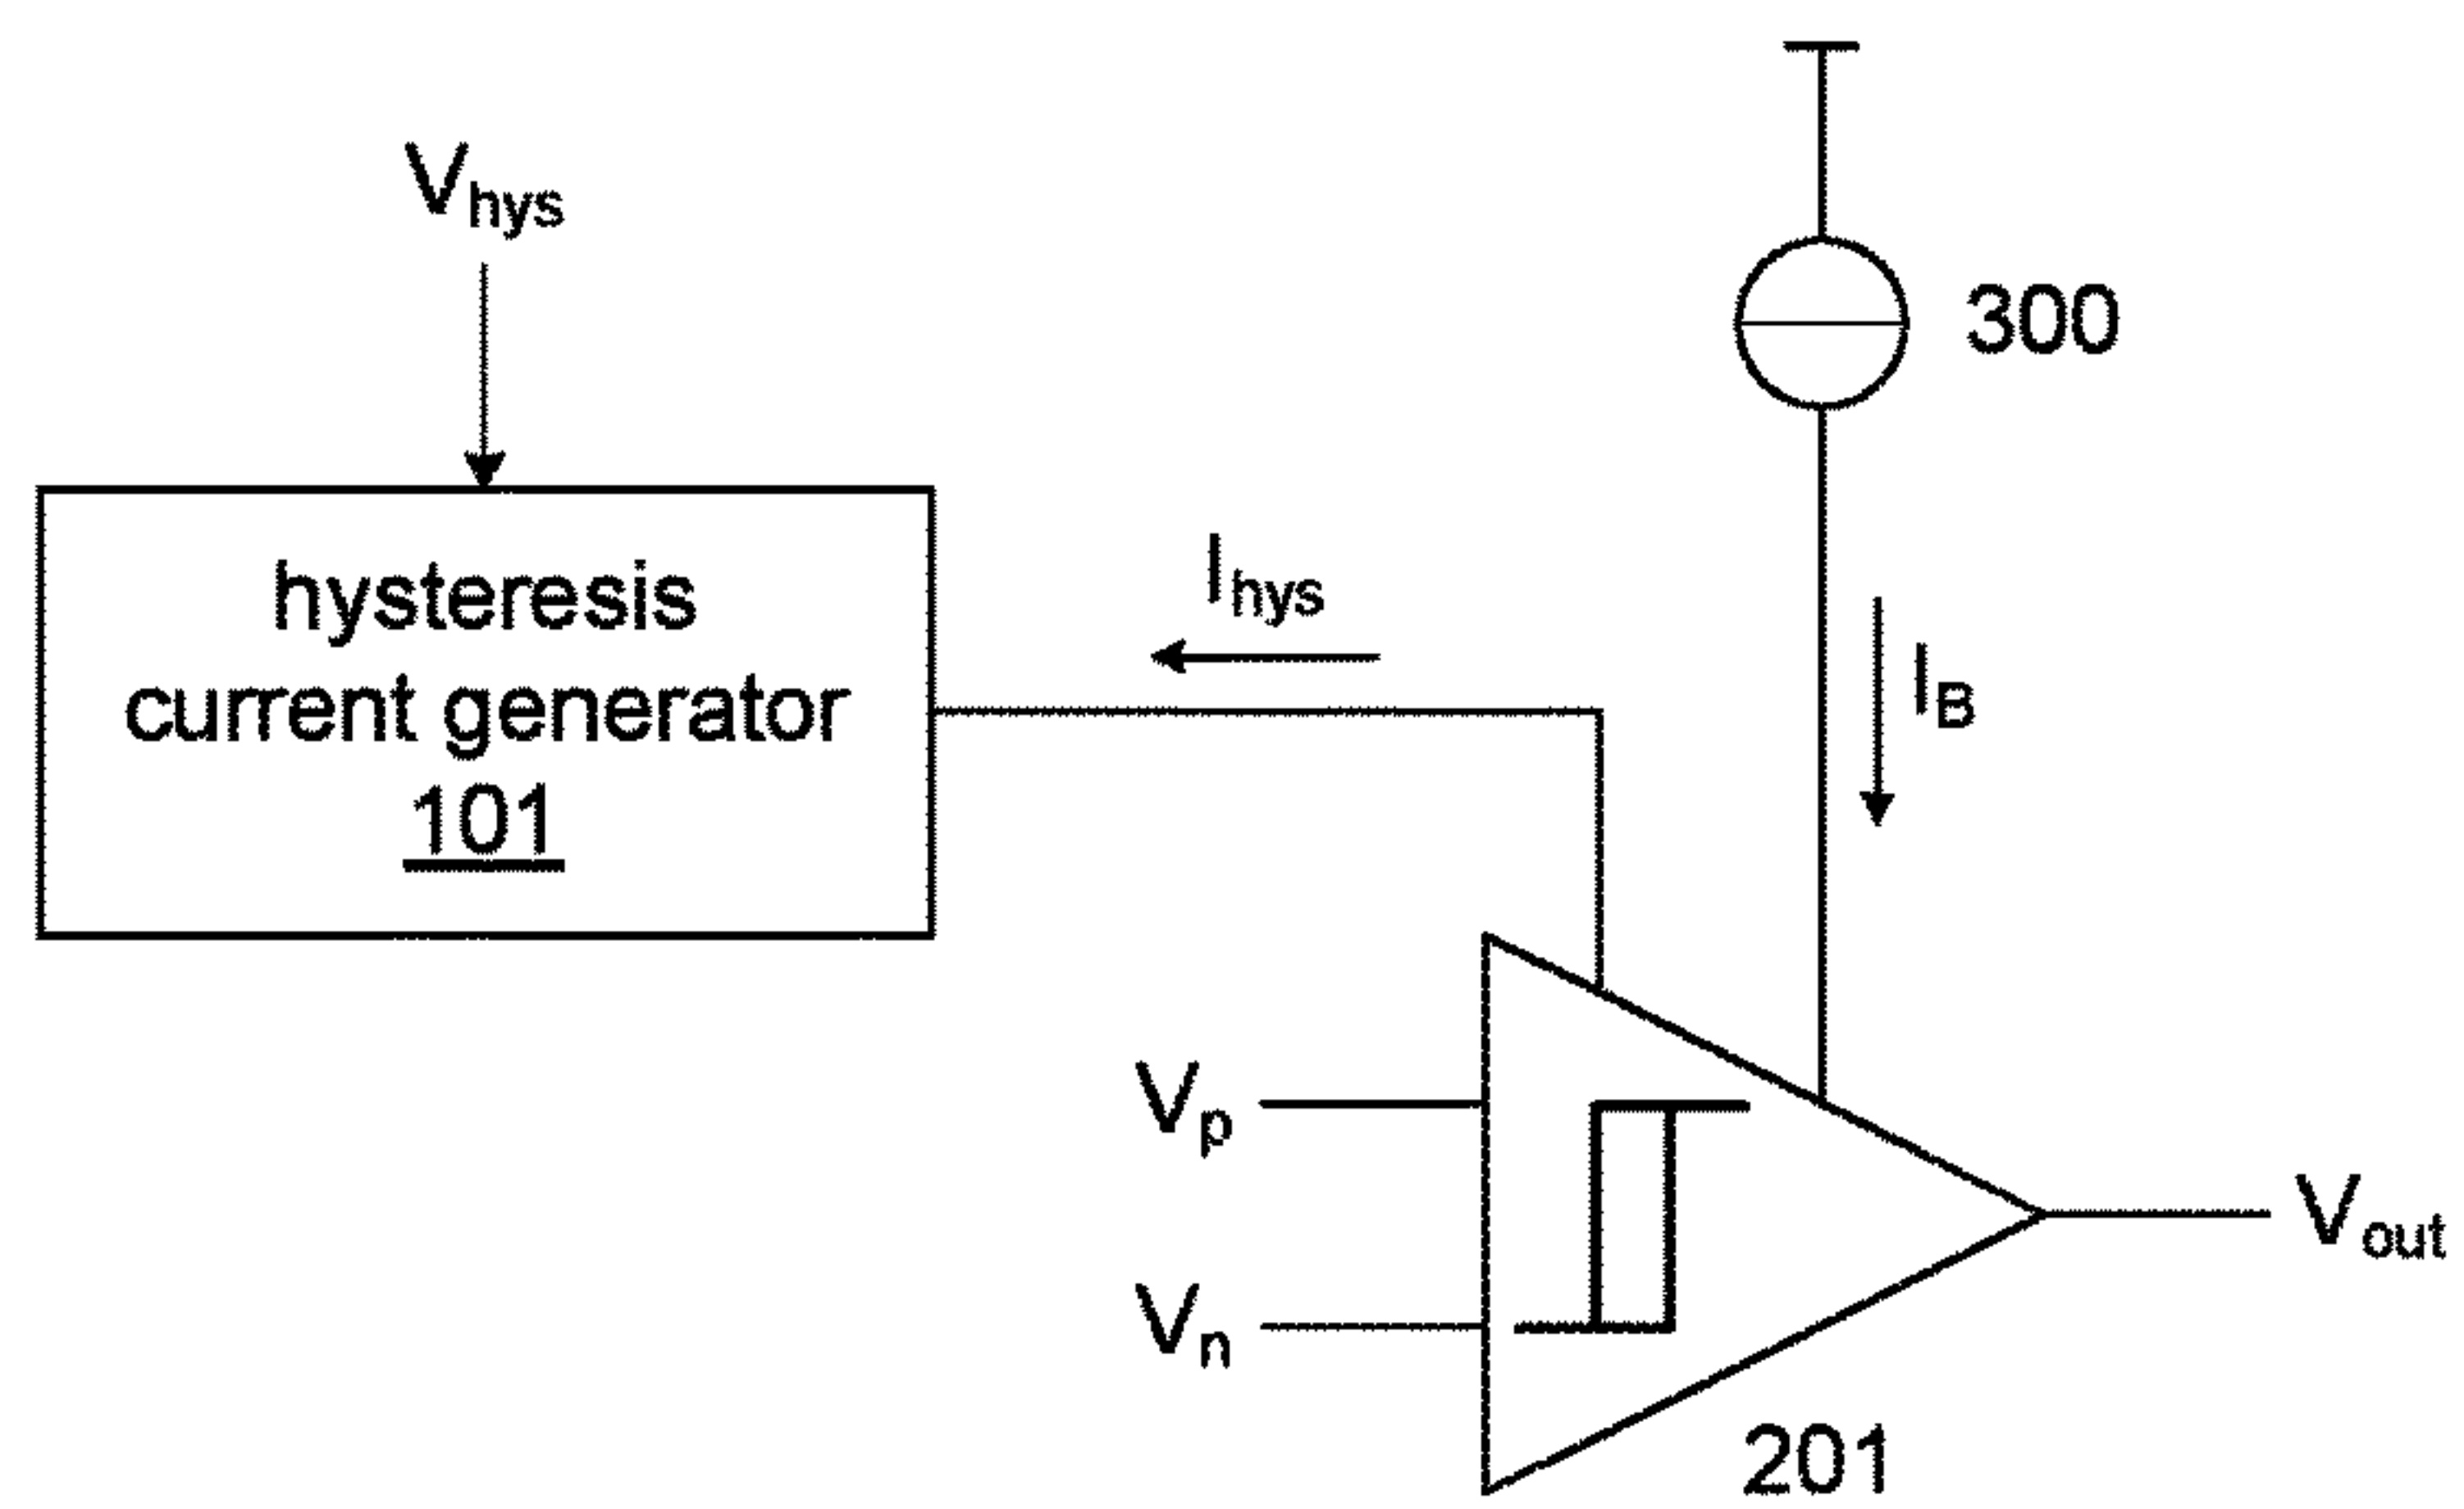 Vhys
300
hysteresis
current generator
101
Ihys
IB
Vp
Vn
Vout
201